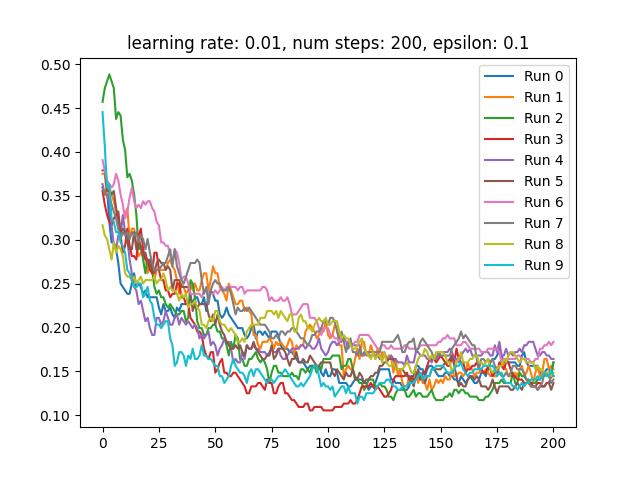 learning rate: 0.01, num steps: 200, epsilon: 0.1
0.50
0.45
0.40
0.35
0.30
0.25
0.20
0.15
0.10
Run 0
Run 1
Run 2
Run 3
Run 4
Run 5
Run 6
Run 7
Run 8
Run 9
0 25 50 75 100 125 150 175 200